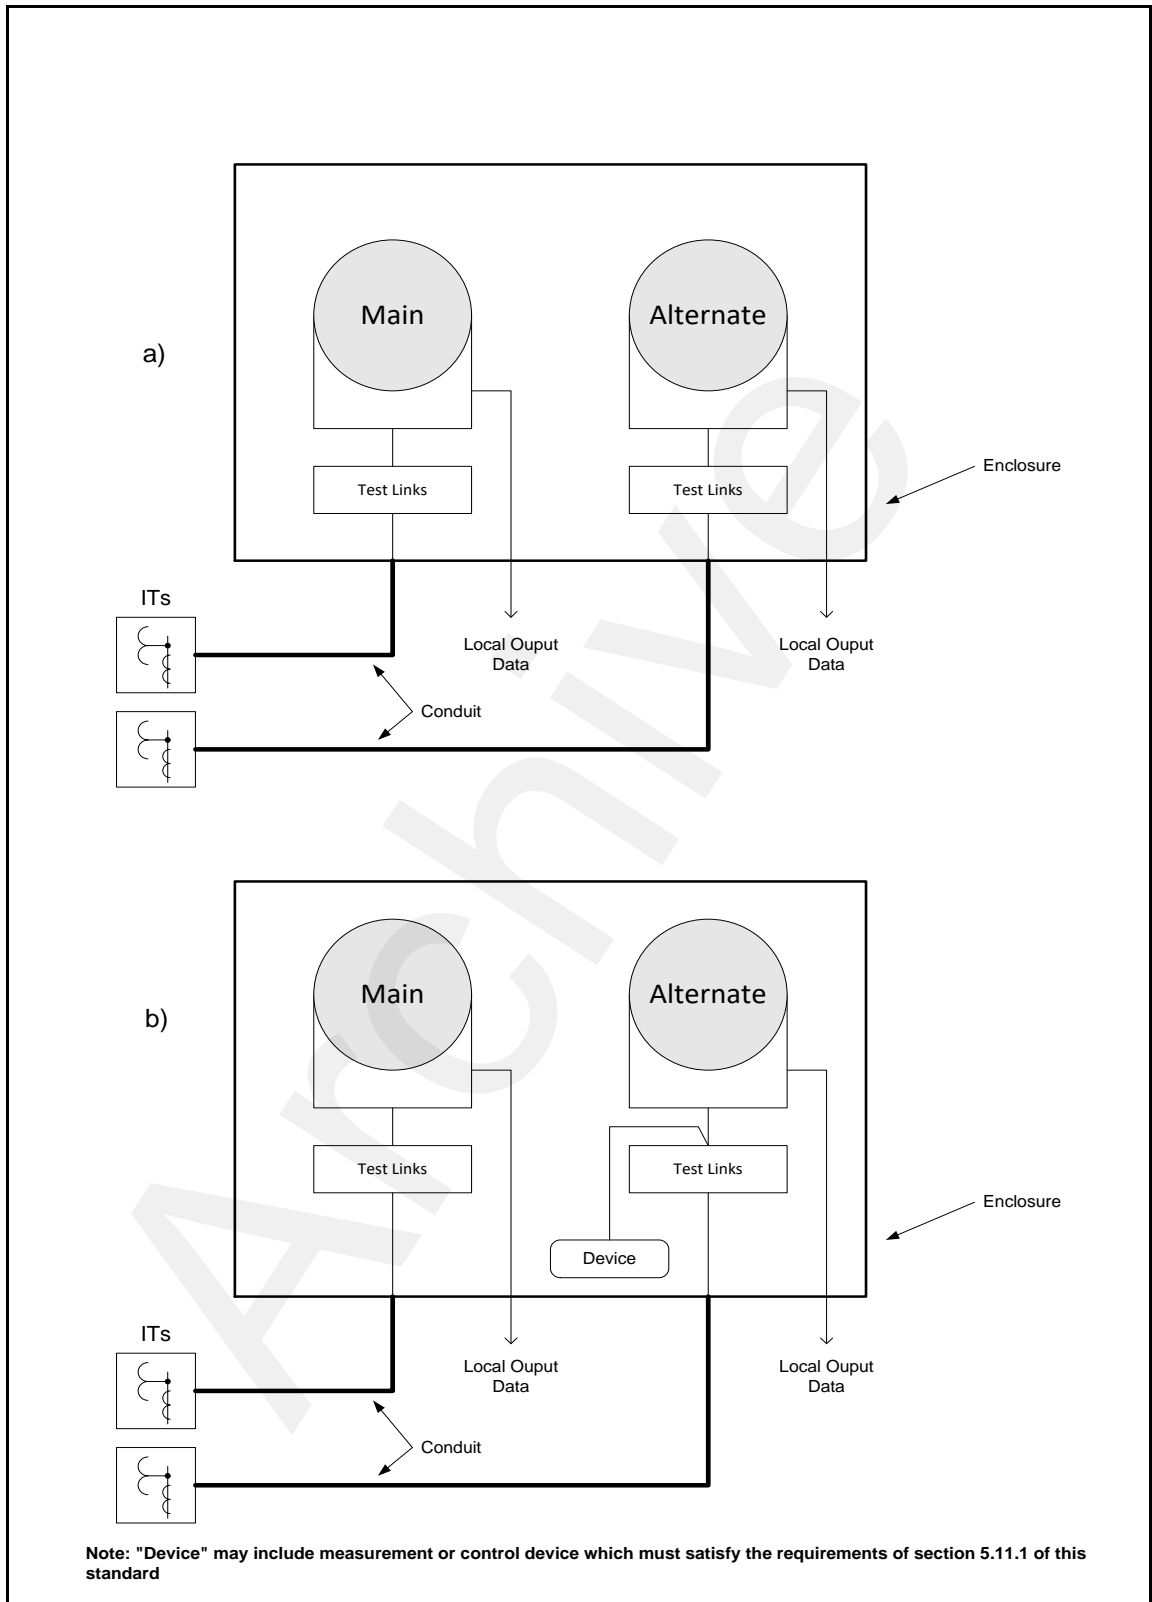 Main
Alternate
a)
Enclosure
Test Links
Test Links
ITs
Local Ouput
Data
Local Ouput
Data
Conduit
Main
Alternate
b)
Test Links
Test Links
Enclosure
Device
ITs
Local Ouput
Data
Local Ouput
Data
Conduit
Note: "Device" may include measurement or control device which must satisfy the requirements of section 5.11.1 of this
standard
Archive